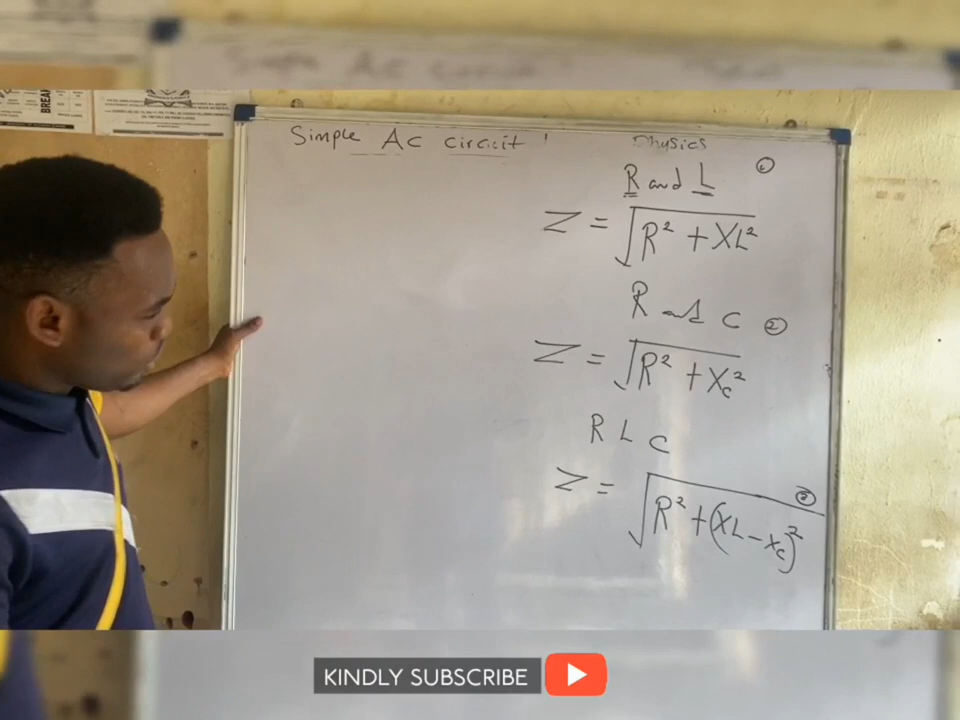 Simple AC circuit
Physics
R and L ①
Z = √R² + XL²
R and C ②
Z = √R² + Xc²
R L C
Z = √R² + (XL - Xc)² ③
BREAK
KINDLY SUBSCRIBE